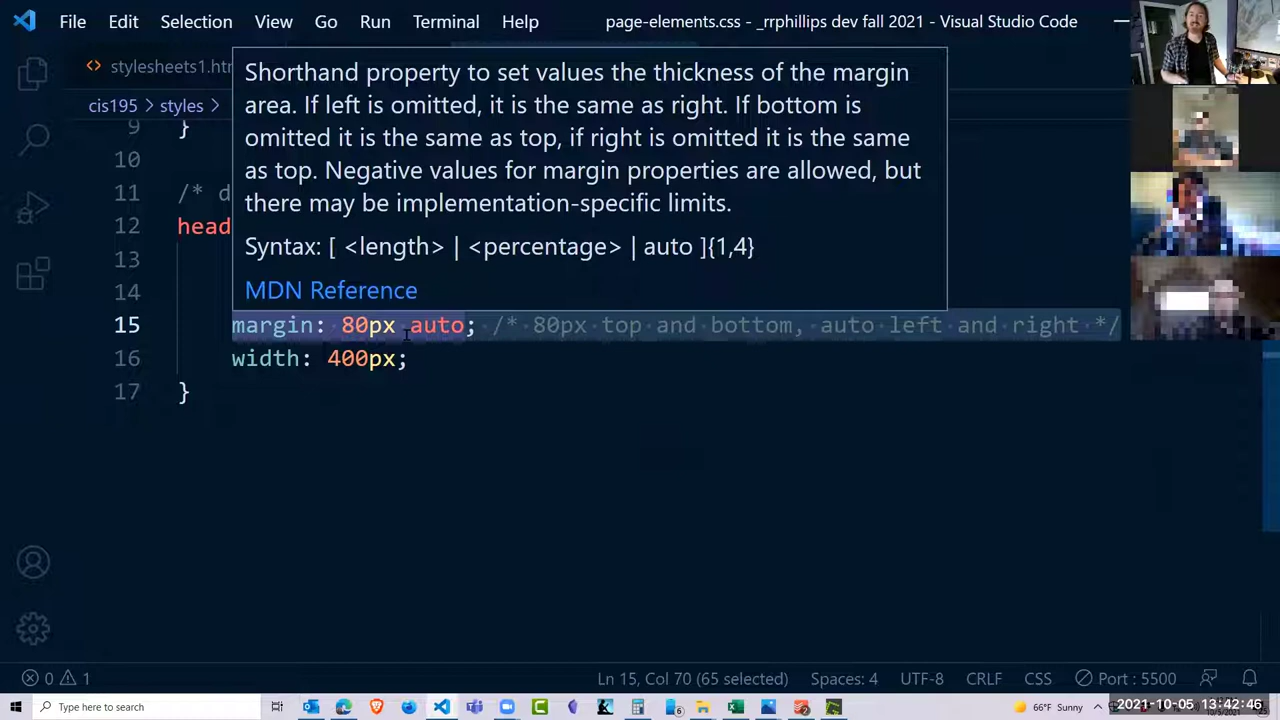 File Edit Selection View Go Run Terminal Help page-elements.css - _rrphillips dev fall 2021 - Visual Studio Code
<> stylesheets1.htm
cis195 > styles >
Shorthand property to set values the thickness of the margin
area. If left is omitted, it is the same as right. If bottom is
omitted it is the same as top, if right is omitted it is the same
as top. Negative values for margin properties are allowed, but
there may be implementation-specific limits.
Syntax: [ <length> | <percentage> | auto ]{1,4}
MDN Reference
9 }
10
11 /* d
12 head
13
14
15 margin: 80px auto; /* 80px top and bottom, auto left and right */
16 width: 400px;
17 }
0 1 Ln 15, Col 70 (65 selected) Spaces: 4 UTF-8 CRLF CSS Port : 5500
Type here to search 66°F Sunny 2021-10-05 13:42:46